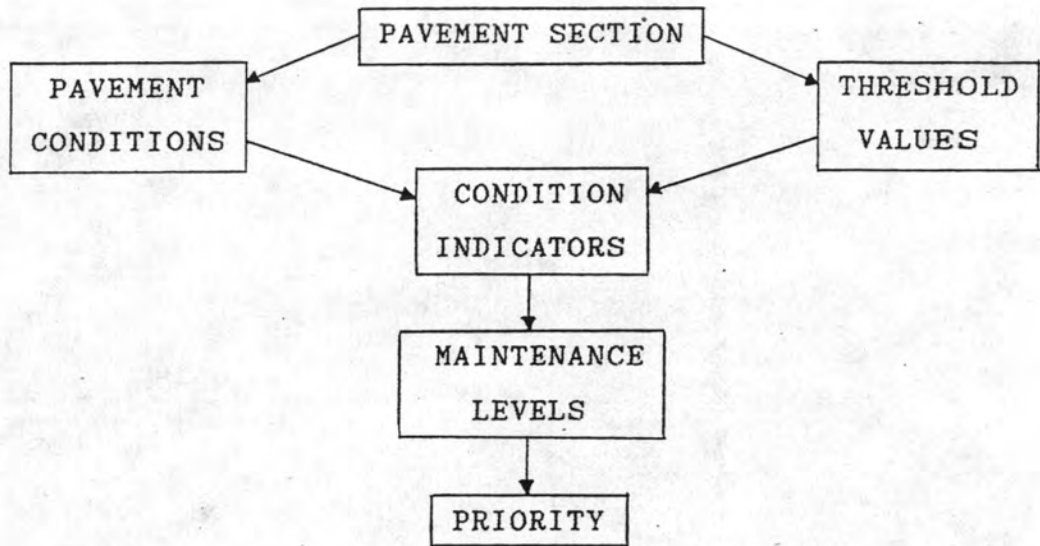 PAVEMENT SECTION
PAVEMENT
CONDITIONS
THRESHOLD
VALUES
CONDITION
INDICATORS
MAINTENANCE
LEVELS
PRIORITY